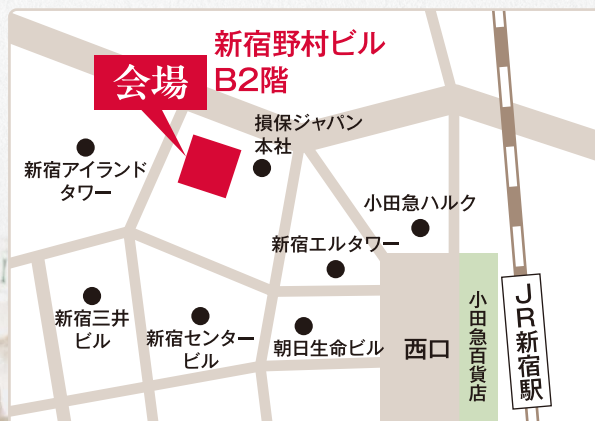 新宿野村ビル
B2階
会場
損保ジャパン
本社
新宿アイランド
タワー
小田急ハルク
新宿エルタワー
新宿三井
ビル
新宿センター
ビル
朝日生命ビル
西口
小田急百貨店
JR新宿駅